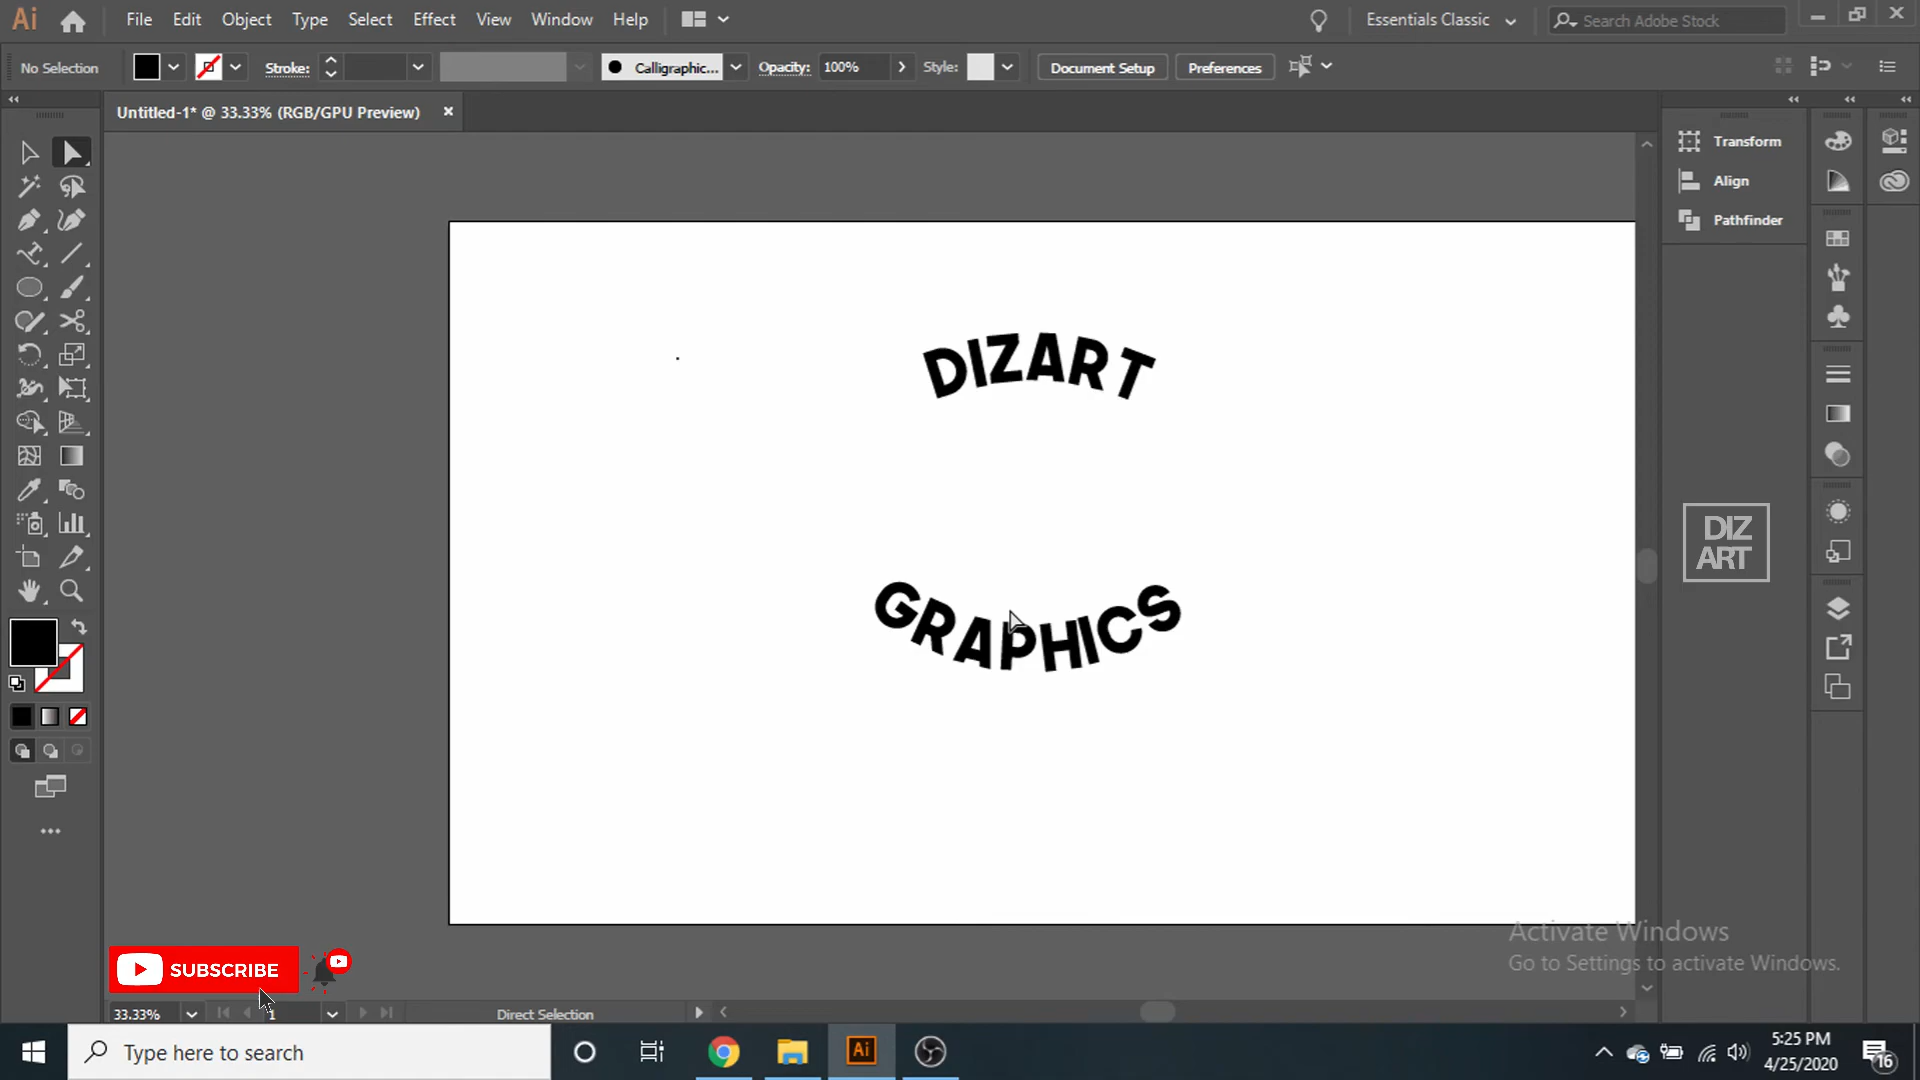 Ai File Edit Object Type Select Effect View Window Help Essentials Classic Search Adobe Stock
No Selection Stroke: Calligraphic... Opacity: 100% Style: Document Setup Preferences
Untitled-1* @ 33.33% (RGB/GPU Preview)
Transform
Align
Pathfinder
DIZART
DIZ
ART
GRAPHICS
Activate Windows
Go to Settings to activate Windows.
SUBSCRIBE
33.33% 1 Direct Selection
Type here to search
Ai
5:25 PM
4/25/2020
16